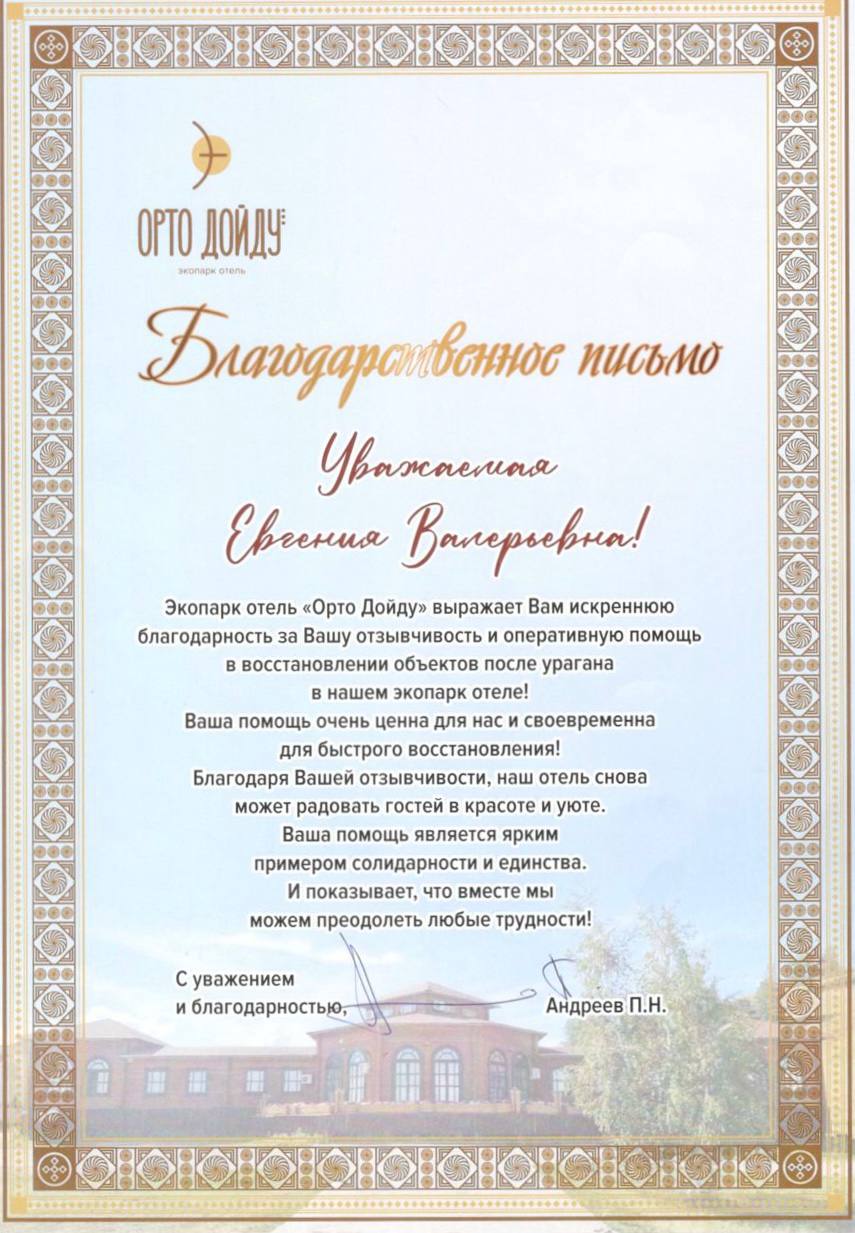 ОРТО ДОЙДУ
экопарк отель
Благодарственное письмо
Уважаемая
Евгения Валерьевна!
Экопарк отель «Орто Дойду» выражает Вам искреннюю
благодарность за Вашу отзывчивость и оперативную помощь
в восстановлении объектов после урагана
в нашем экопарк отеле!
Ваша помощь очень ценна для нас и своевременна
для быстрого восстановления!
Благодаря Вашей отзывчивости, наш отель снова
может радовать гостей в красоте и уюте.
Ваша помощь является ярким
примером солидарности и единства.
И показывает, что вместе мы
можем преодолеть любые трудности!
С уважением
и благодарностью,
Андреев П.Н.